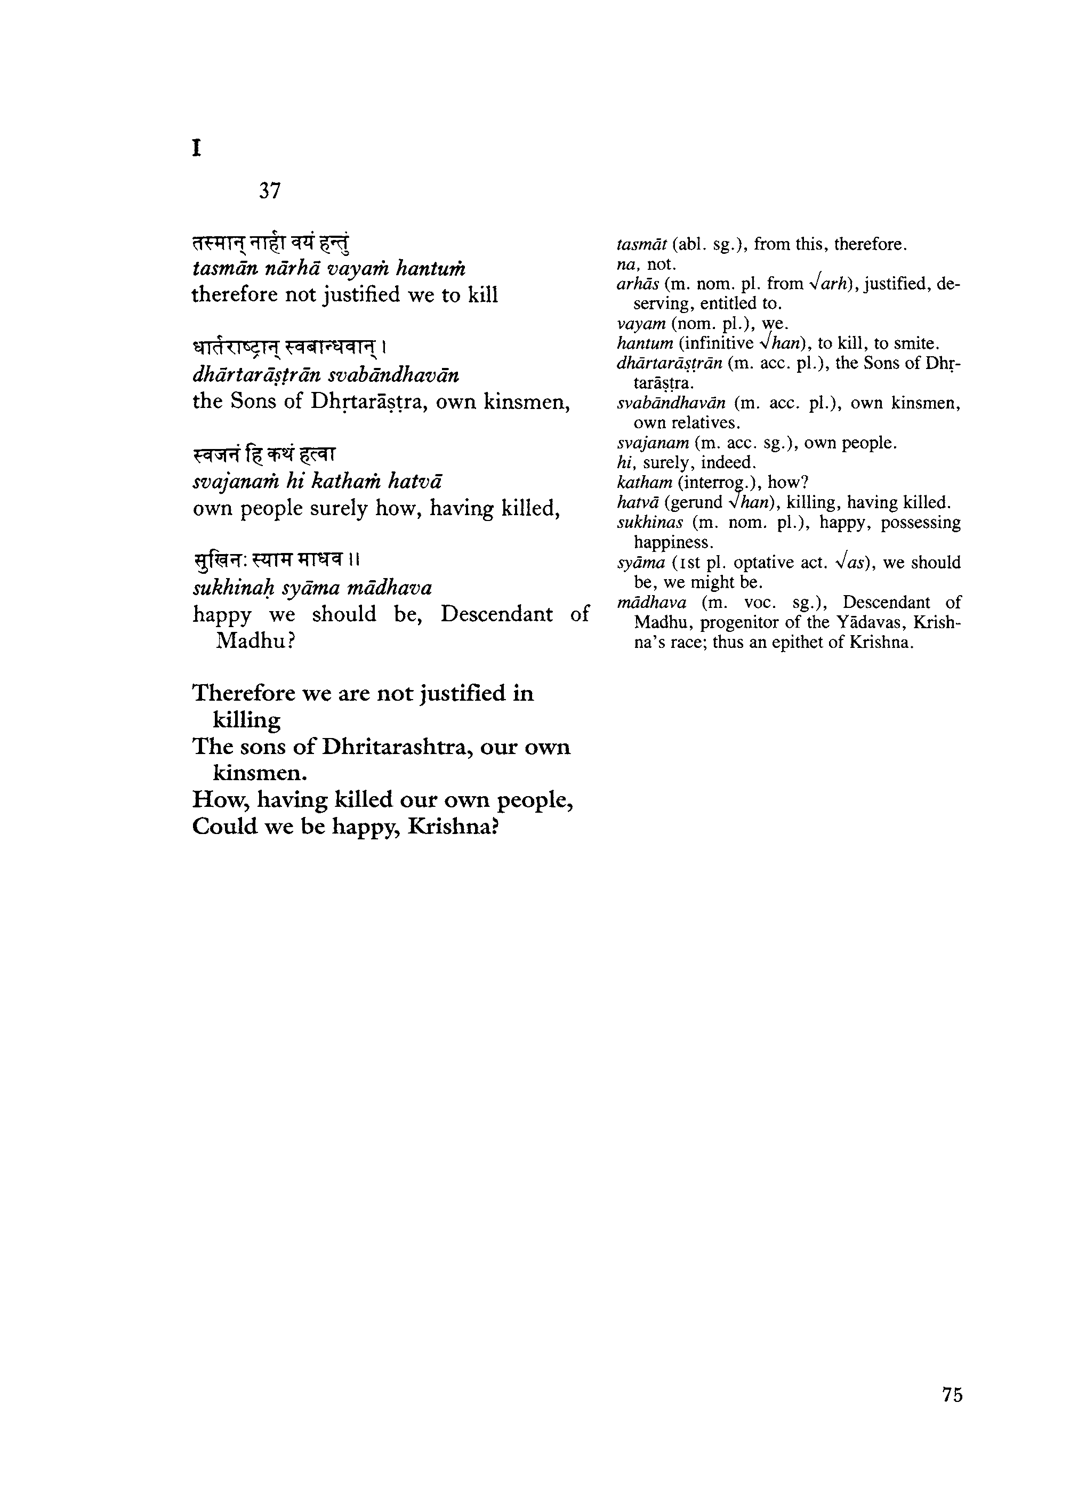 I
37
तस्मान् नार्हा वयं हन्तुं
tasmān nārhā vayaṁ hantuṁ
therefore not justified we to kill
धार्तराष्ट्रान् स्वबान्धवान् ।
dhārtarāṣṭrān svabāndhavān
the Sons of Dhṛtarāṣṭra, own kinsmen,
स्वजनं हि कथं हत्वा
svajanaṁ hi kathaṁ hatvā
own people surely how, having killed,
सुखिनः स्याम माधव ।।
sukhinaḥ syāma mādhava
happy we should be, Descendant of
Madhu?
Therefore we are not justified in
killing
The sons of Dhritarashtra, our own
kinsmen.
How, having killed our own people,
Could we be happy, Krishna?
tasmāt (abl. sg.), from this, therefore.
na, not.
arhās (m. nom. pl. from √arh), justified, de-
serving, entitled to.
vayam (nom. pl.), we.
hantum (infinitive √han), to kill, to smite.
dhārtarāṣṭrān (m. acc. pl.), the Sons of Dhṛ-
tarāṣṭra.
svabāndhavān (m. acc. pl.), own kinsmen,
own relatives.
svajanam (m. acc. sg.), own people.
hi, surely, indeed.
katham (interrog.), how?
hatvā (gerund √han), killing, having killed.
sukhinas (m. nom. pl.), happy, possessing
happiness.
syāma (1st pl. optative act. √as), we should
be, we might be.
mādhava (m. voc. sg.), Descendant of
Madhu, progenitor of the Yādavas, Krish-
na's race; thus an epithet of Krishna.
75